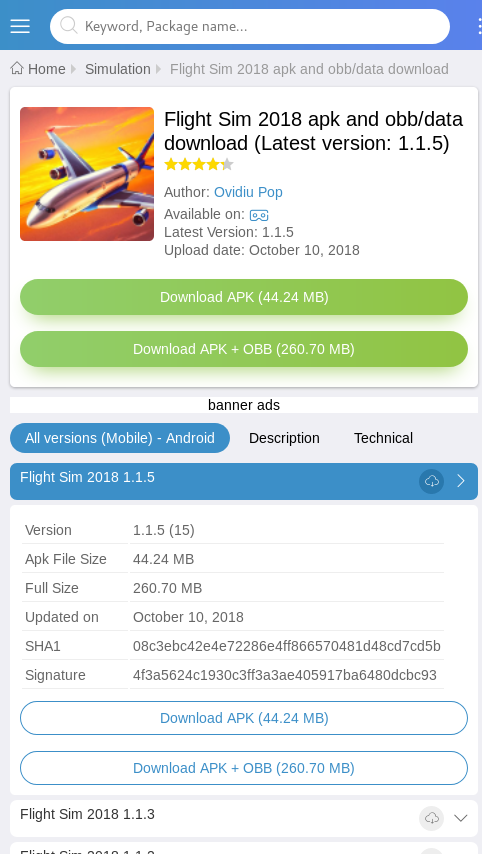 Keyword, Package name...
Home Simulation Flight Sim 2018 apk and obb/data download
Flight Sim 2018 apk and obb/data
download (Latest version: 1.1.5)
Author: Ovidiu Pop
Available on:
Latest Version: 1.1.5
Upload date: October 10, 2018
Download APK (44.24 MB)
Download APK + OBB (260.70 MB)
banner ads
All versions (Mobile) - Android Description Technical
Flight Sim 2018 1.1.5
Version 1.1.5 (15)
Apk File Size 44.24 MB
Full Size 260.70 MB
Updated on October 10, 2018
SHA1 08c3ebc42e4e72286e4ff866570481d48cd7cd5b
Signature 4f3a5624c1930c3ff3a3ae405917ba6480dcbc93
Download APK (44.24 MB)
Download APK + OBB (260.70 MB)
Flight Sim 2018 1.1.3
Flight Sim 2018